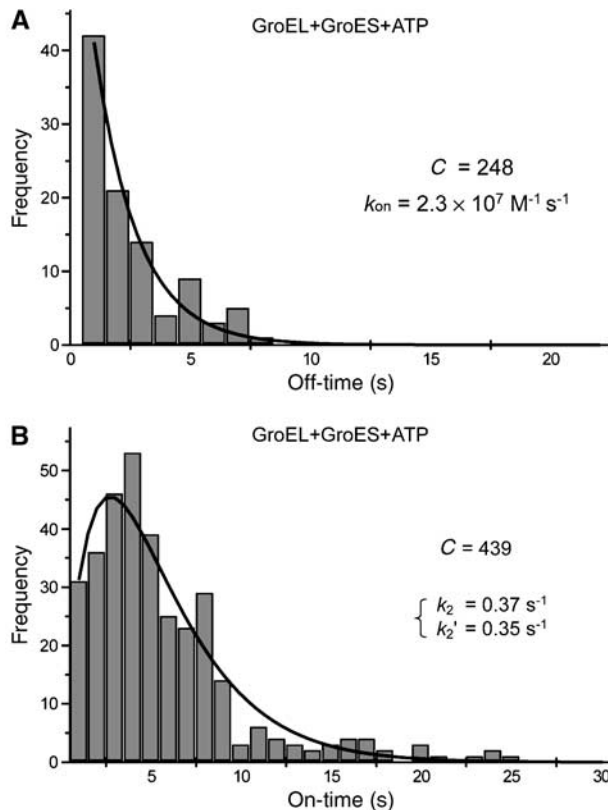 A
GroEL+GroES+ATP
40
30
20
10
0
Frequency
C = 248
kon = 2.3 × 10⁷ M⁻¹ s⁻¹
0 5 10 15 20
Off-time (s)
B
GroEL+GroES+ATP
50
40
30
20
10
0
Frequency
C = 439
k₂ = 0.37 s⁻¹
k₂' = 0.35 s⁻¹
5 10 15 20 25 30
On-time (s)